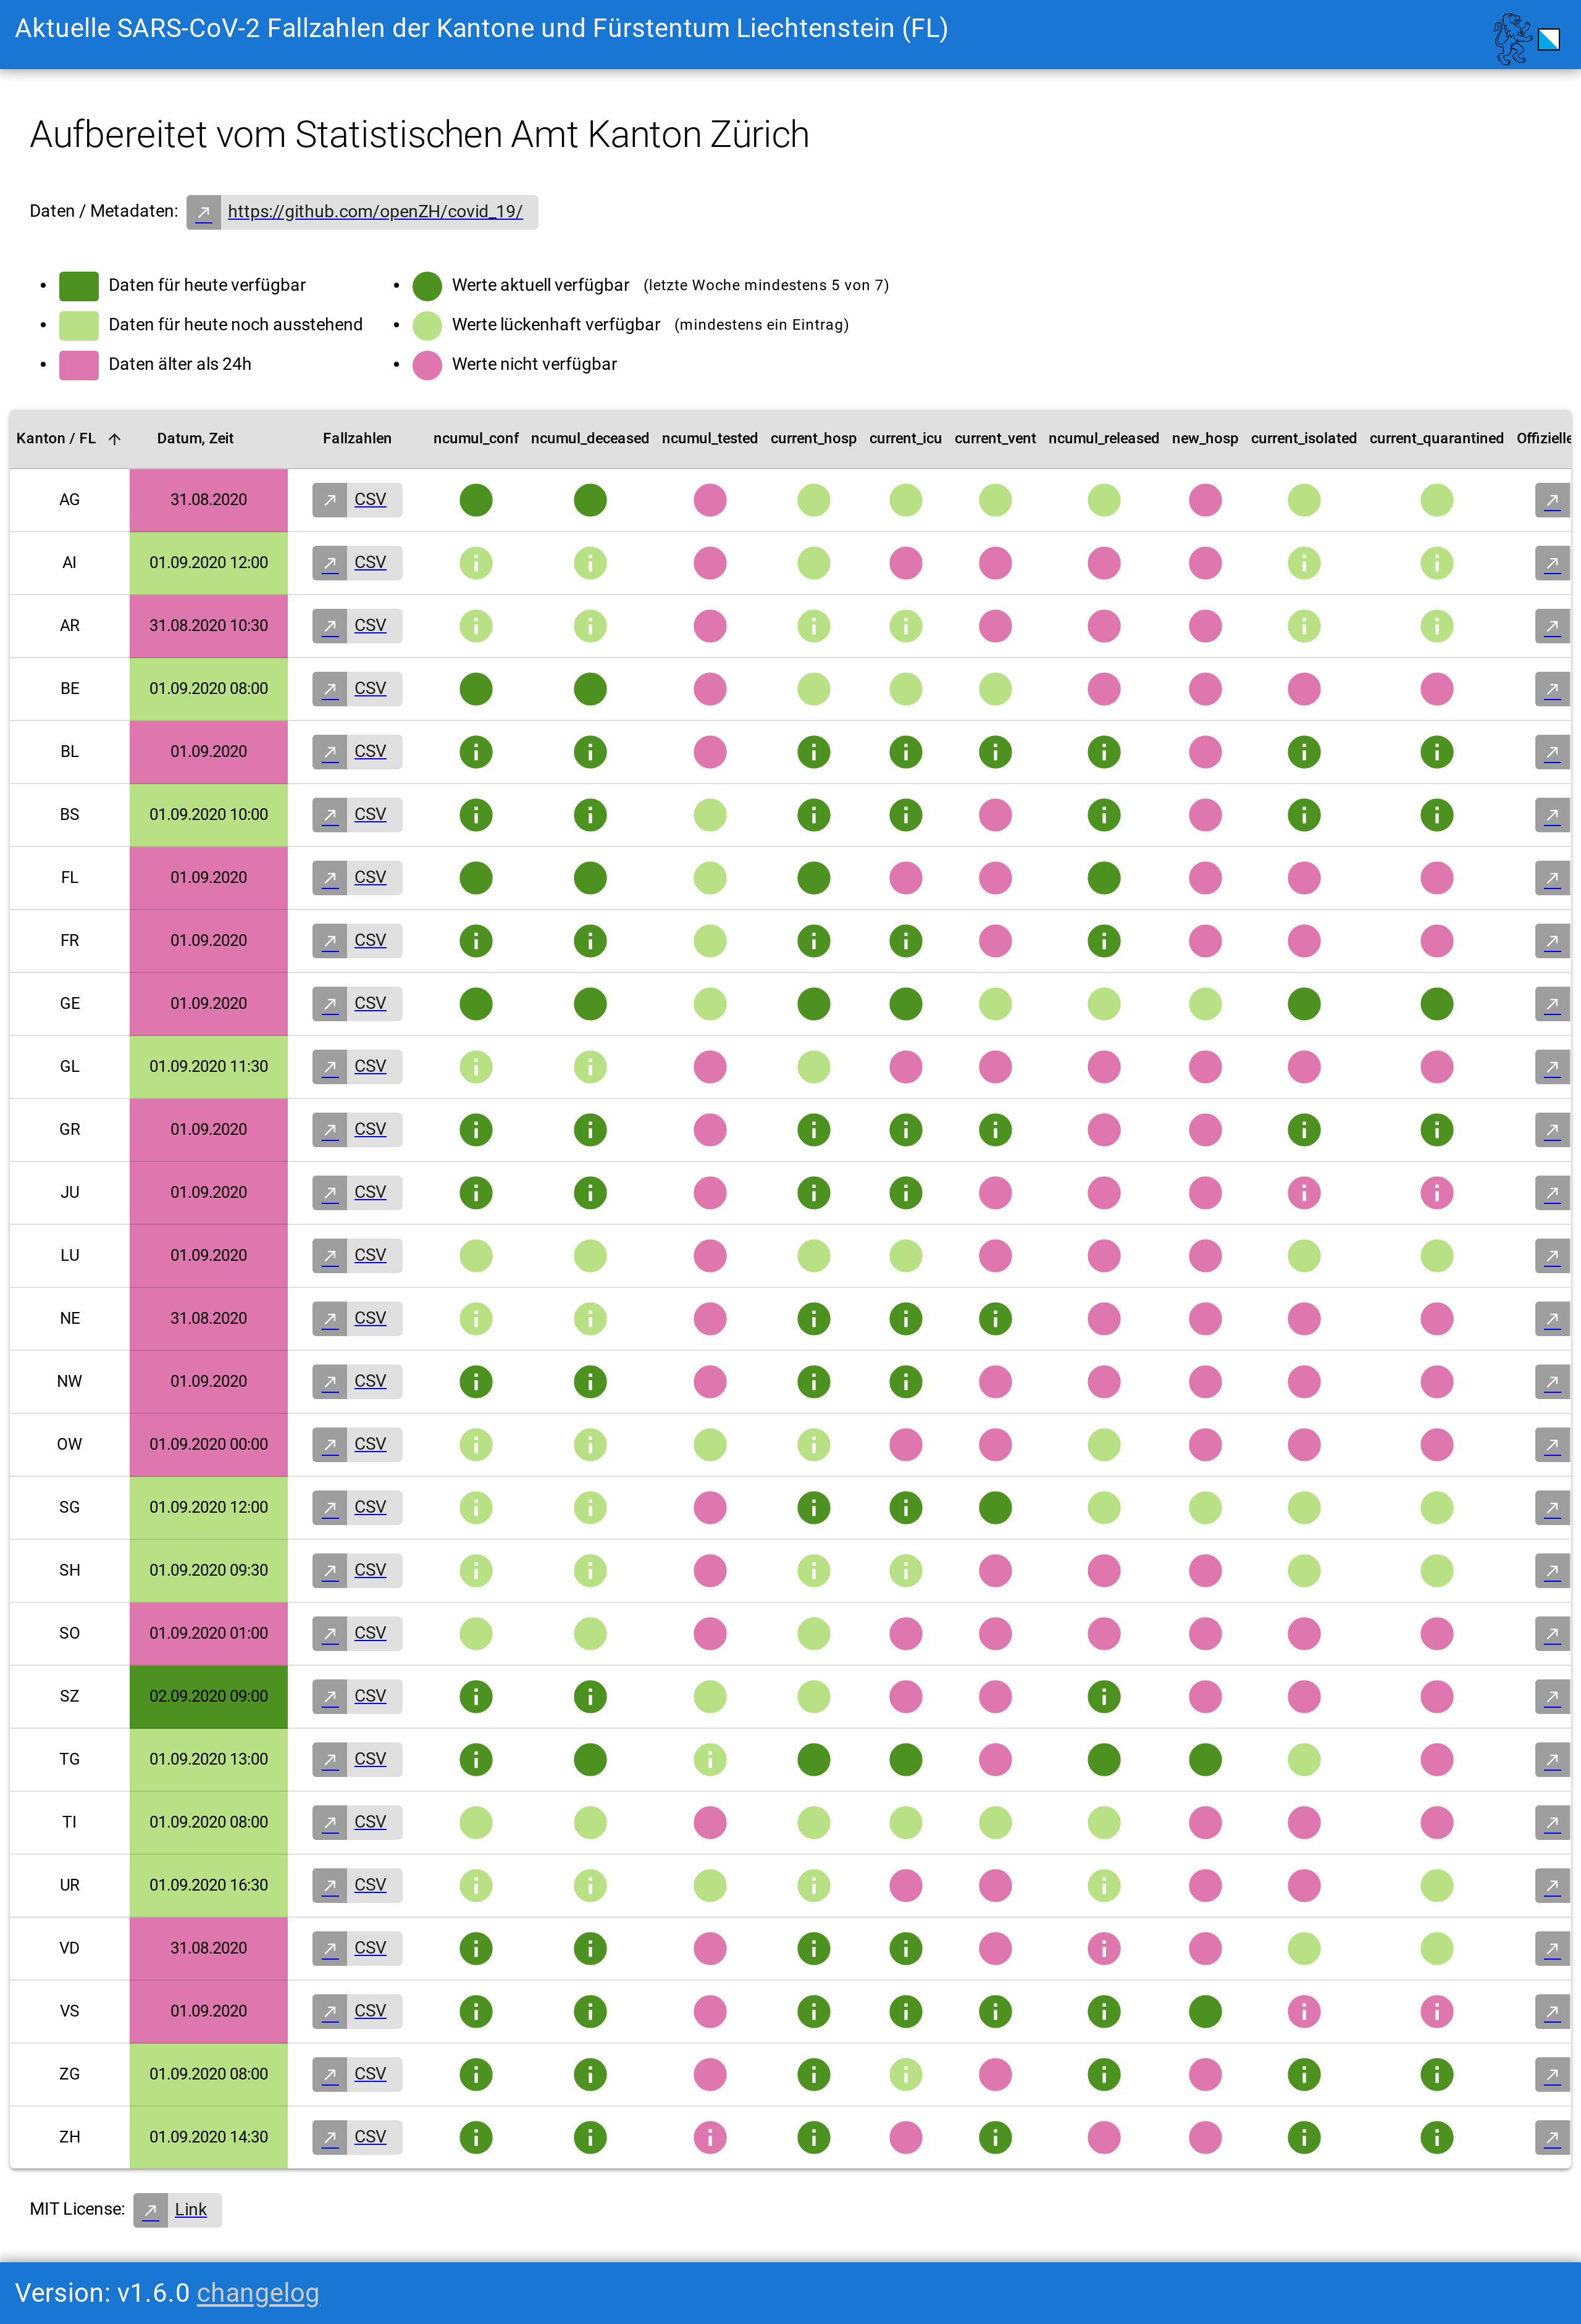 Aktuelle SARS-CoV-2 Fallzahlen der Kantone und Fürstentum Liechtenstein (FL)
Aufbereitet vom Statistischen Amt Kanton Zürich
Daten / Metadaten: https://github.com/openZH/covid_19/
Daten für heute verfügbar
Daten für heute noch ausstehend
Daten älter als 24h
Werte aktuell verfügbar (letzte Woche mindestens 5 von 7)
Werte lückenhaft verfügbar (mindestens ein Eintrag)
Werte nicht verfügbar
Kanton / FL Datum, Zeit Fallzahlen ncumul_conf ncumul_deceased ncumul_tested current_hosp current_icu current_vent ncumul_released new_hosp current_isolated current_quarantined Offizielle
AG 31.08.2020 CSV
AI 01.09.2020 12:00 CSV
AR 31.08.2020 10:30 CSV
BE 01.09.2020 08:00 CSV
BL 01.09.2020 CSV
BS 01.09.2020 10:00 CSV
FL 01.09.2020 CSV
FR 01.09.2020 CSV
GE 01.09.2020 CSV
GL 01.09.2020 11:30 CSV
GR 01.09.2020 CSV
JU 01.09.2020 CSV
LU 01.09.2020 CSV
NE 31.08.2020 CSV
NW 01.09.2020 CSV
OW 01.09.2020 00:00 CSV
SG 01.09.2020 12:00 CSV
SH 01.09.2020 09:30 CSV
SO 01.09.2020 01:00 CSV
SZ 02.09.2020 09:00 CSV
TG 01.09.2020 13:00 CSV
TI 01.09.2020 08:00 CSV
UR 01.09.2020 16:30 CSV
VD 31.08.2020 CSV
VS 01.09.2020 CSV
ZG 01.09.2020 08:00 CSV
ZH 01.09.2020 14:30 CSV
MIT License: Link
Version: v1.6.0 changelog